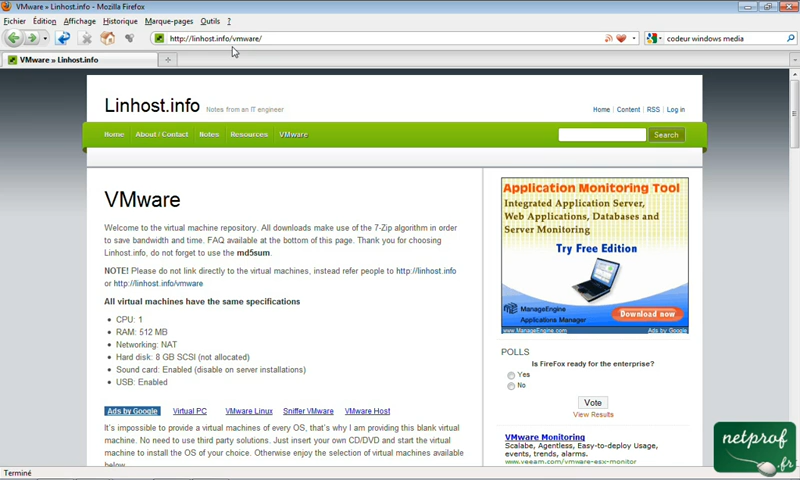 VMware » Linhost.info - Mozilla Firefox
Fichier Édition Affichage Historique Marque-pages Outils ?
http://linhost.info/vmware/
codeur windows media
VMware » Linhost.info
Linhost.info Notes from an IT engineer
Home | Content | RSS | Log in
Home About / Contact Notes Resources VMware
Search
VMware
Welcome to the virtual machine repository. All downloads make use of the 7-Zip algorithm in order
to save bandwidth and time. FAQ available at the bottom of this page. Thank you for choosing
Linhost.info, do not forget to use the md5sum.
NOTE! Please do not link directly to the virtual machines, instead refer people to http://linhost.info
or http://linhost.info/vmware
All virtual machines have the same specifications
CPU: 1
RAM: 512 MB
Networking: NAT
Hard disk: 8 GB SCSI (not allocated)
Sound card: Enabled (disable on server installations)
USB: Enabled
Ads by Google Virtual PC VMware Linux Sniffer VMware VMware Host
It's impossible to provide a virtual machines of every OS, that's why I am providing this blank virtual
machine. No need to use third party solutions. Just insert your own CD/DVD and start the virtual
machine to install the OS of your choice. Otherwise enjoy the selection of virtual machines available
below.
Application Monitoring Tool
Integrated Application Server,
Web Applications, Databases and
Server Monitoring
Try Free Edition
ManageEngine
Applications Manager
Download now
www.ManageEngine.com Ads by Google
POLLS
Is FireFox ready for the enterprise?
Yes
No
Vote
View Results
VMware Monitoring
Scalabe, Agentless, Easy-to-deploy Usage,
events, trends, alarms.
www.veeam.com/vmware-esx-monitor
netprof
.fr
Terminé